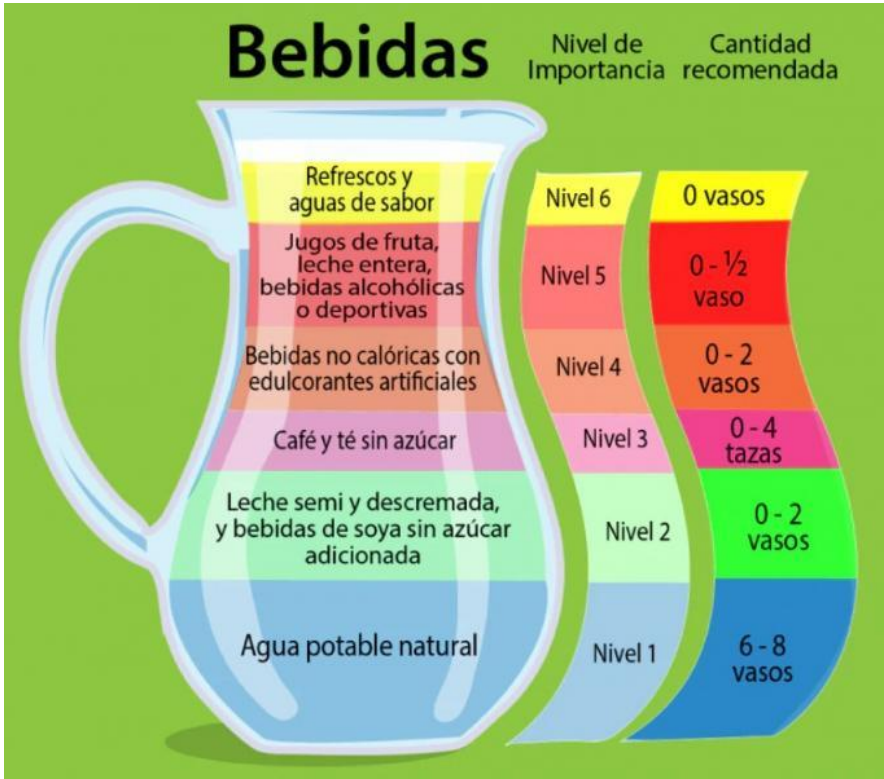 Bebidas
Nivel de
Importancia
Cantidad
recomendada
Refrescos y
aguas de sabor
Nivel 6
0 vasos
Jugos de fruta,
leche entera,
bebidas alcohólicas
o deportivas
Nivel 5
0 - ½
vaso
Bebidas no calóricas con
edulcorantes artificiales
Nivel 4
0 - 2
vasos
Café y té sin azúcar
Nivel 3
0 - 4
tazas
Leche semi y descremada,
y bebidas de soya sin azúcar
adicionada
Nivel 2
0 - 2
vasos
Agua potable natural
Nivel 1
6 - 8
vasos